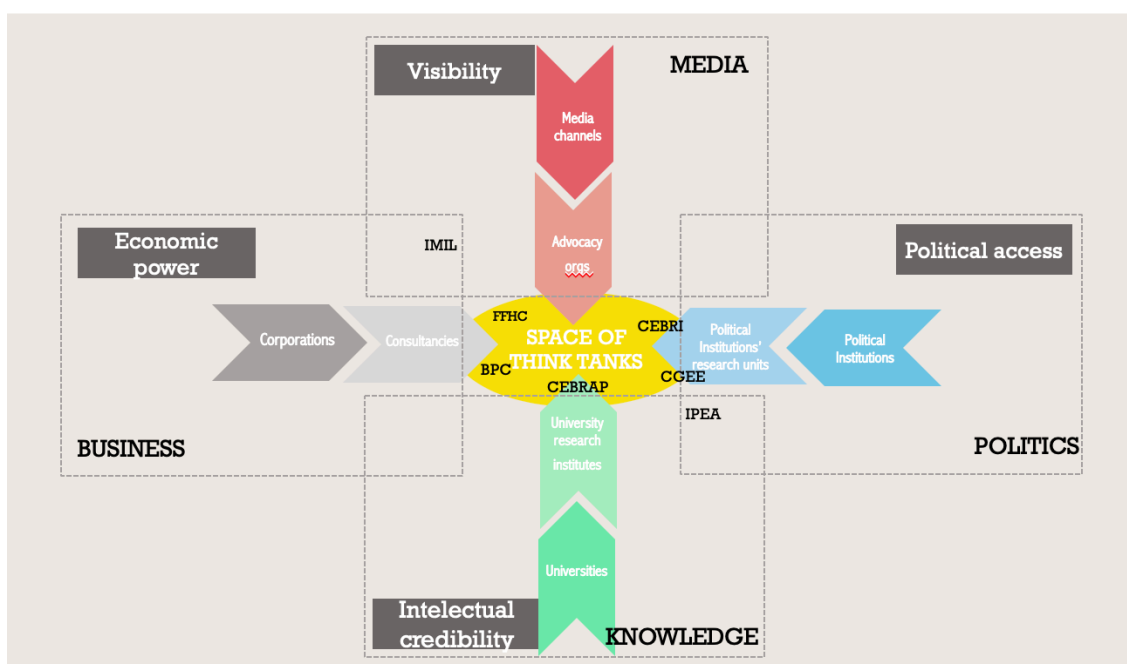 Visibility
MEDIA
Media
channels
Advocacy
orgs
Economic
power
IMIL
Political access
Corporations
Consultancies
FFHC
SPACE OF
THINK TANKS
CEBRI
Political
Institutions'
research units
Political
Institutions
BPC
CEBRAP
CGEE
IPEA
BUSINESS
POLITICS
University
research
institutes
Universities
Intelectual
credibility
KNOWLEDGE